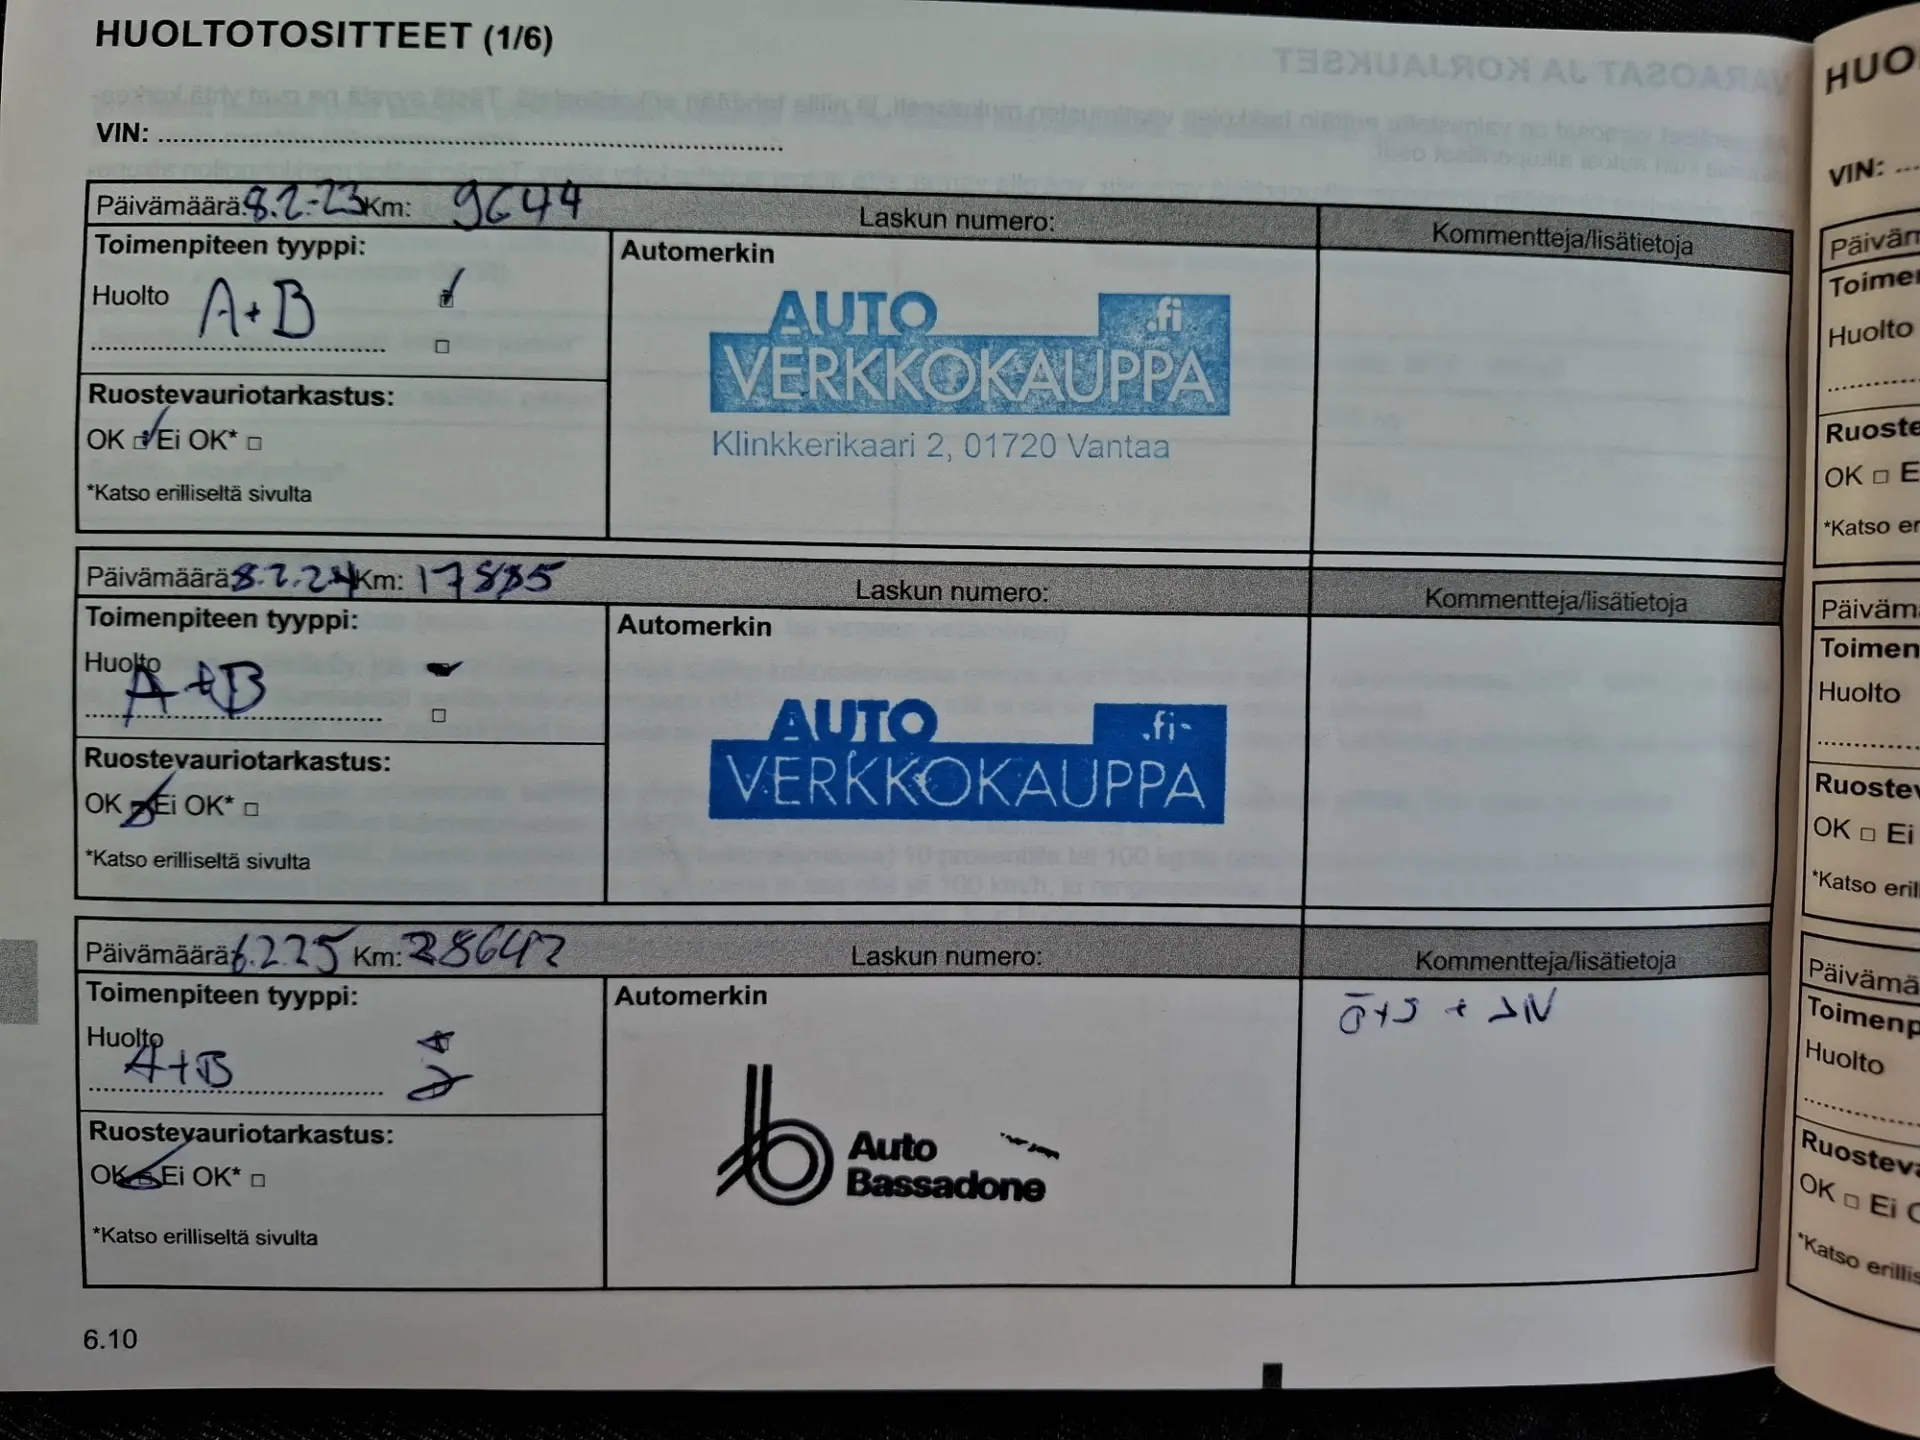 HUOLTOTOSITTEET (1/6)
VIN:
Päivämäärä: 8.2-23 Km: 9644 Laskun numero: Kommentteja/lisätietoja
Toimenpiteen tyyppi: Automerkin
Huolto A+B
AUTO .fi
VERKKOKAUPPA
Klinkkerikaari 2, 01720 Vantaa
Ruostevauriotarkastus:
OK Ei OK*
*Katso erilliseltä sivulta
Päivämäärä 8.2.24 Km: 17885 Laskun numero: Kommentteja/lisätietoja
Toimenpiteen tyyppi: Automerkin
Huolto A+B
AUTO .fi
VERKKOKAUPPA
Ruostevauriotarkastus:
OK Ei OK*
*Katso erilliseltä sivulta
Päivämäärä 6.2.25 Km: 28642 Laskun numero: Kommentteja/lisätietoja
Toimenpiteen tyyppi: Automerkin
Huolto A+B
Auto
Bassadone
Ruostevauriotarkastus:
OK Ei OK*
*Katso erilliseltä sivulta
6.10
HUO
VIN:
Huolto
OK E
Huolto
OK Ei
Huolto
OK Ei